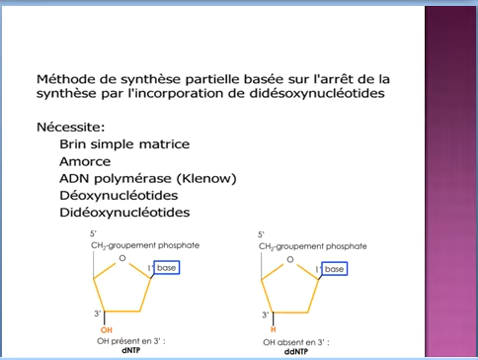 Méthode de synthèse partielle basée sur l'arrêt de la
synthèse par l'incorporation de didésoxynucléotides
Nécessite:
Brin simple matrice
Amorce
ADN polymérase (Klenow)
Déoxynucléotides
Didéoxynucléotides
5'
CH2-groupement phosphate
O
1'
base
3'
OH
OH présent en 3' :
dNTP
5'
CH2-groupement phosphate
O
1'
base
3'
H
OH absent en 3' :
ddNTP